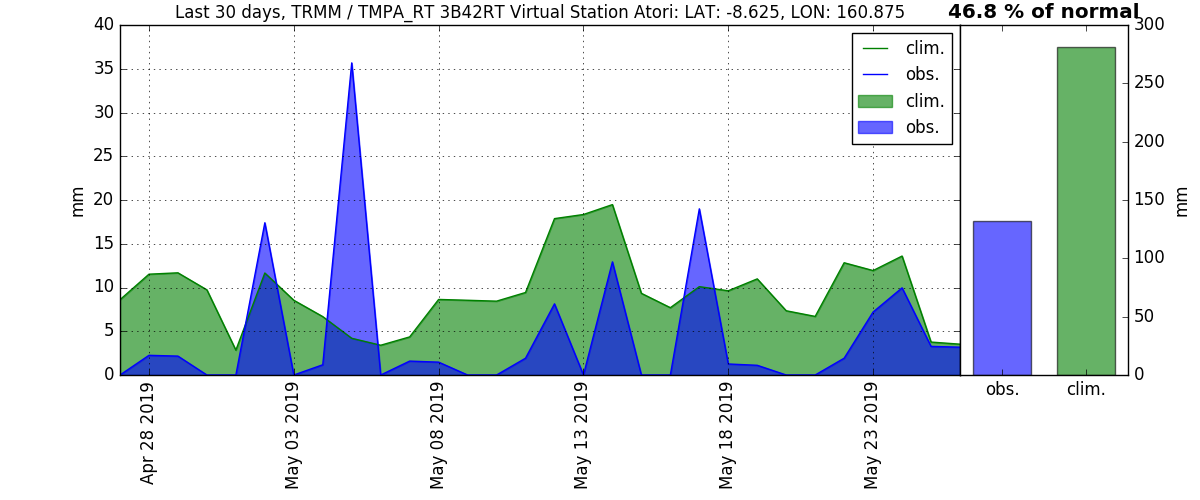 Last 30 days, TRMM / TMPA_RT 3B42RT Virtual Station Atori: LAT: -8.625, LON: 160.875
46.8 % of normal
40
35
30
25
20
15
10
5
0
mm
clim.
obs.
clim.
obs.
300
250
200
150
100
50
0
mm
obs.
clim.
Apr 28 2019
May 03 2019
May 08 2019
May 13 2019
May 18 2019
May 23 2019